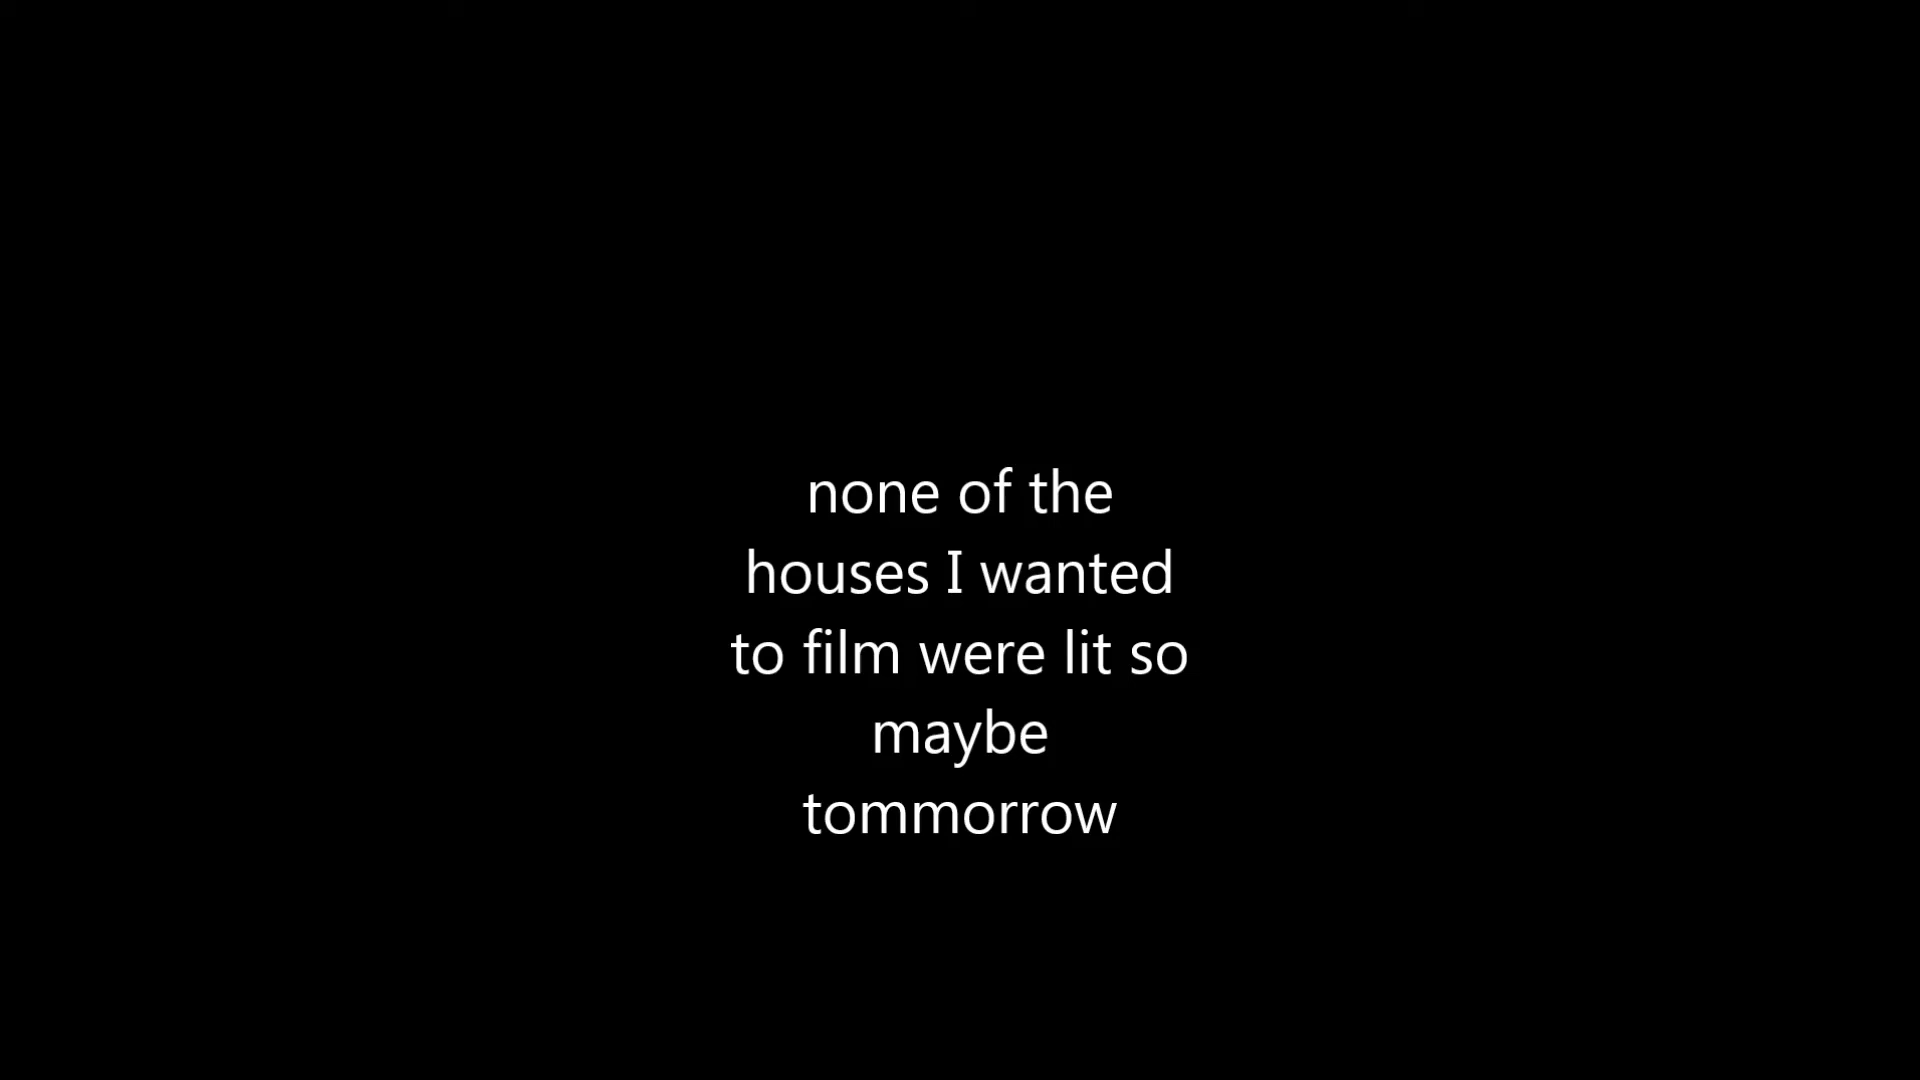 none of the
houses I wanted
to film were lit so
maybe
tommorrow